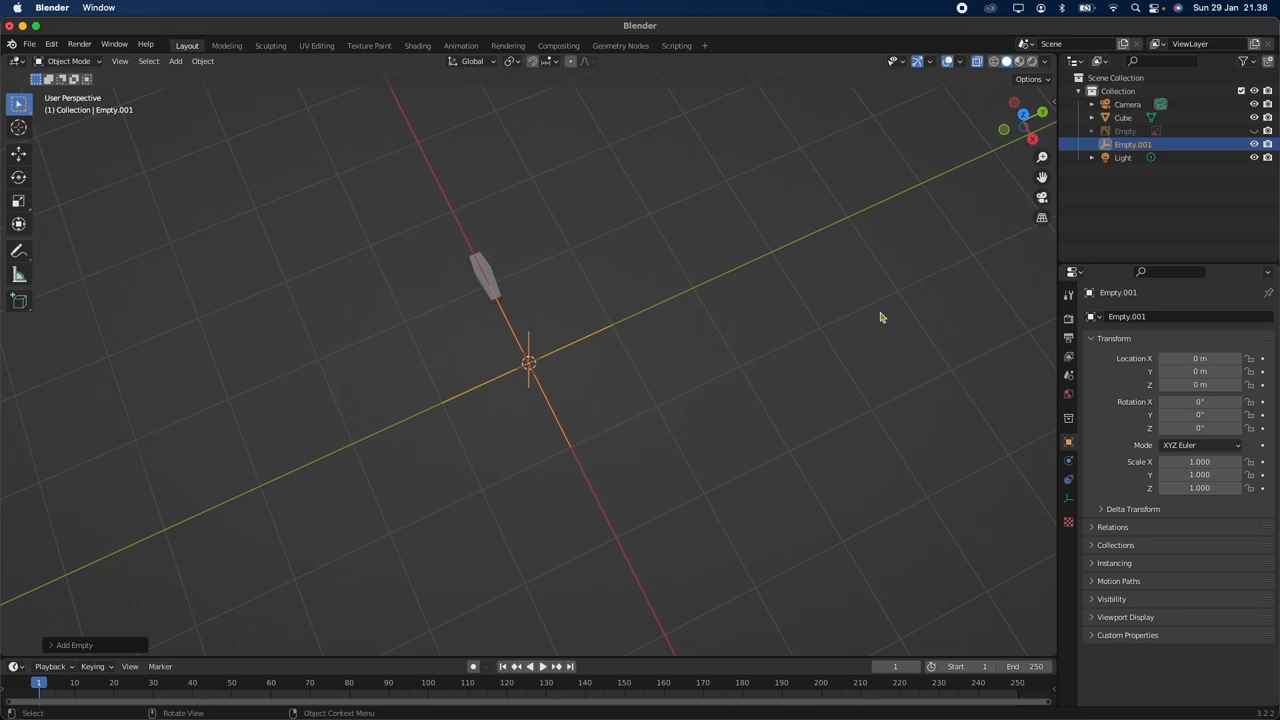 Blender Window Sun 29 Jan 21.38
Blender
File Edit Render Window Help Layout Modeling Sculpting UV Editing Texture Paint Shading Animation Rendering Compositing Geometry Nodes Scripting + Scene ViewLayer
Object Mode View Select Add Object Global
Options
User Perspective
(1) Collection | Empty.001
Z Y X
Scene Collection
Collection
Camera
Cube
Empty
Empty.001
Light
Empty.001
Empty.001
Transform
Location X 0 m
Y 0 m
Z 0 m
Rotation X 0°
Y 0°
Z 0°
Mode XYZ Euler
Scale X 1.000
Y 1.000
Z 1.000
Delta Transform
Relations
Collections
Instancing
Motion Paths
Visibility
Viewport Display
Custom Properties
Add Empty
Playback Keying View Marker 1 Start 1 End 250
1 10 20 30 40 50 60 70 80 90 100 110 120 130 140 150 160 170 180 190 200 210 220 230 240 250
Select Rotate View Object Context Menu 3.2.2